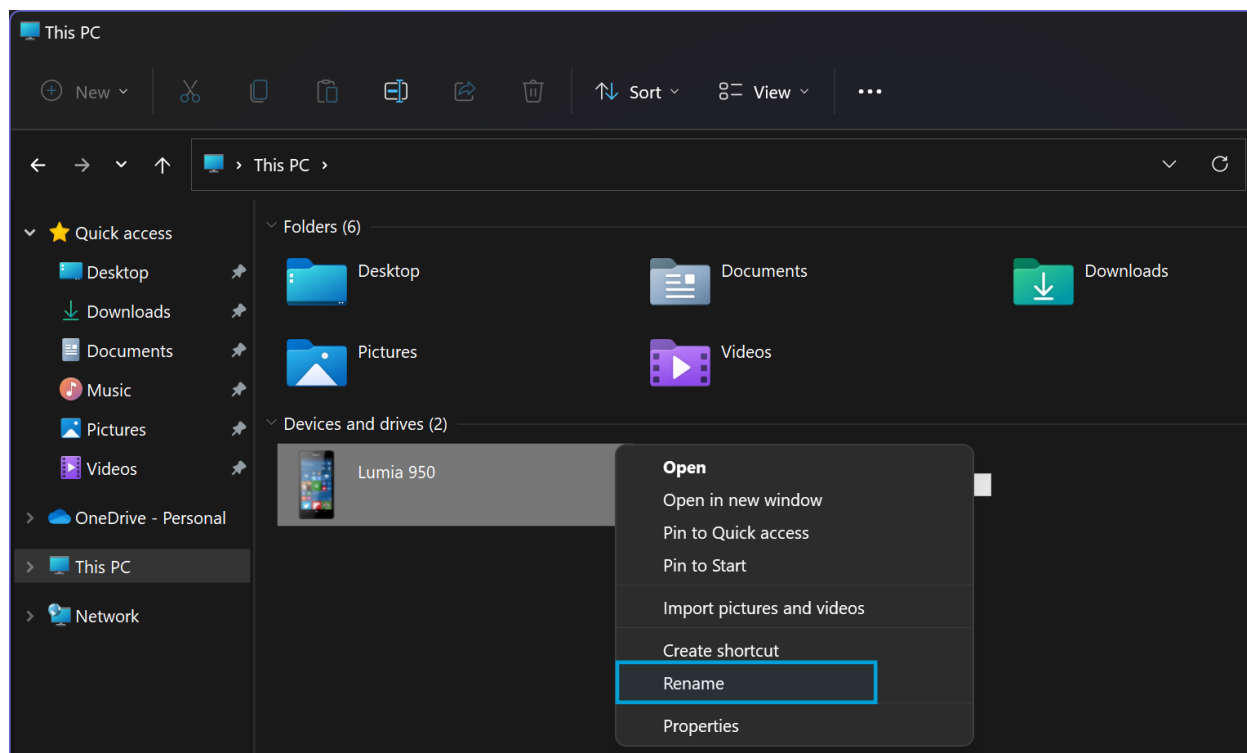 This PC
New
Sort
View
This PC
Quick access
Desktop
Downloads
Documents
Music
Pictures
Videos
OneDrive - Personal
This PC
Network
Folders (6)
Desktop
Documents
Downloads
Pictures
Videos
Devices and drives (2)
Lumia 950
Open
Open in new window
Pin to Quick access
Pin to Start
Import pictures and videos
Create shortcut
Rename
Properties